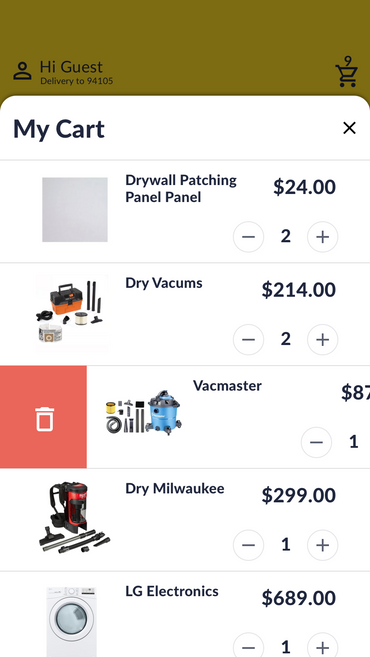 Hi Guest
Delivery to 94105
9
My Cart
Drywall Patching
Panel Panel
$24.00
2
Dry Vacums
$214.00
2
Vacmaster
$87
1
Dry Milwaukee
$299.00
1
LG Electronics
$689.00
1